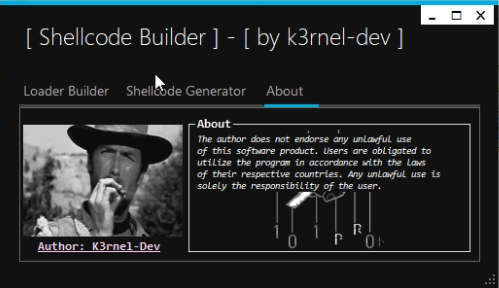 [ Shellcode Builder ] - [ by k3rnel-dev ]
Loader Builder Shellcode Generator About
About
The author does not endorse any unlawful use
of this software product. Users are obligated to
utilize the program in accordance with the laws
of their respective countries. Any unlawful use is
solely the responsibility of the user.
1 0 1 P R 0
Author: K3rnel-Dev